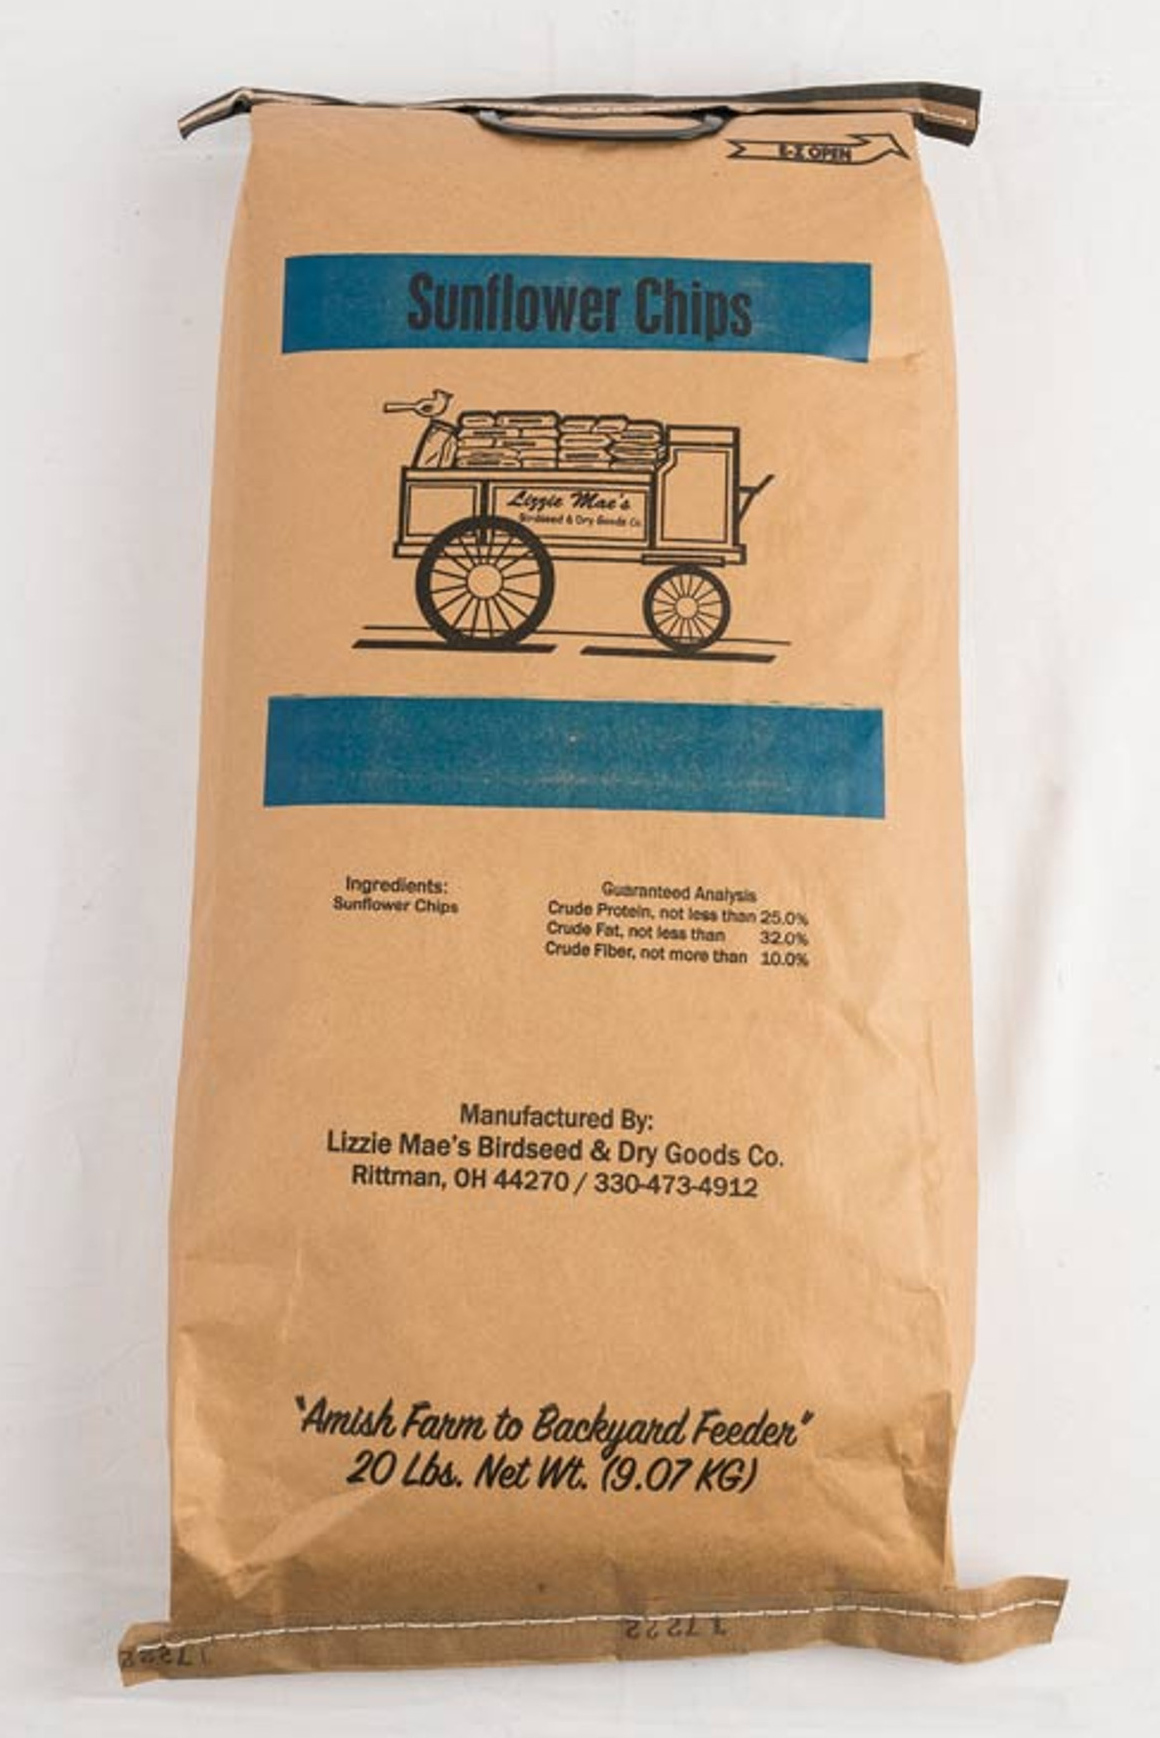 E-Z OPEN
Sunflower Chips
Lizzie Mae's
Birdseed & Dry Goods Co.
Ingredients:
Sunflower Chips
Guaranteed Analysis
Crude Protein, not less than 25.0%
Crude Fat, not less than 32.0%
Crude Fiber, not more than 10.0%
Manufactured By:
Lizzie Mae's Birdseed & Dry Goods Co.
Rittman, OH 44270 / 330-473-4912
"Amish Farm to Backyard Feeder"
20 Lbs. Net Wt. (9.07 KG)